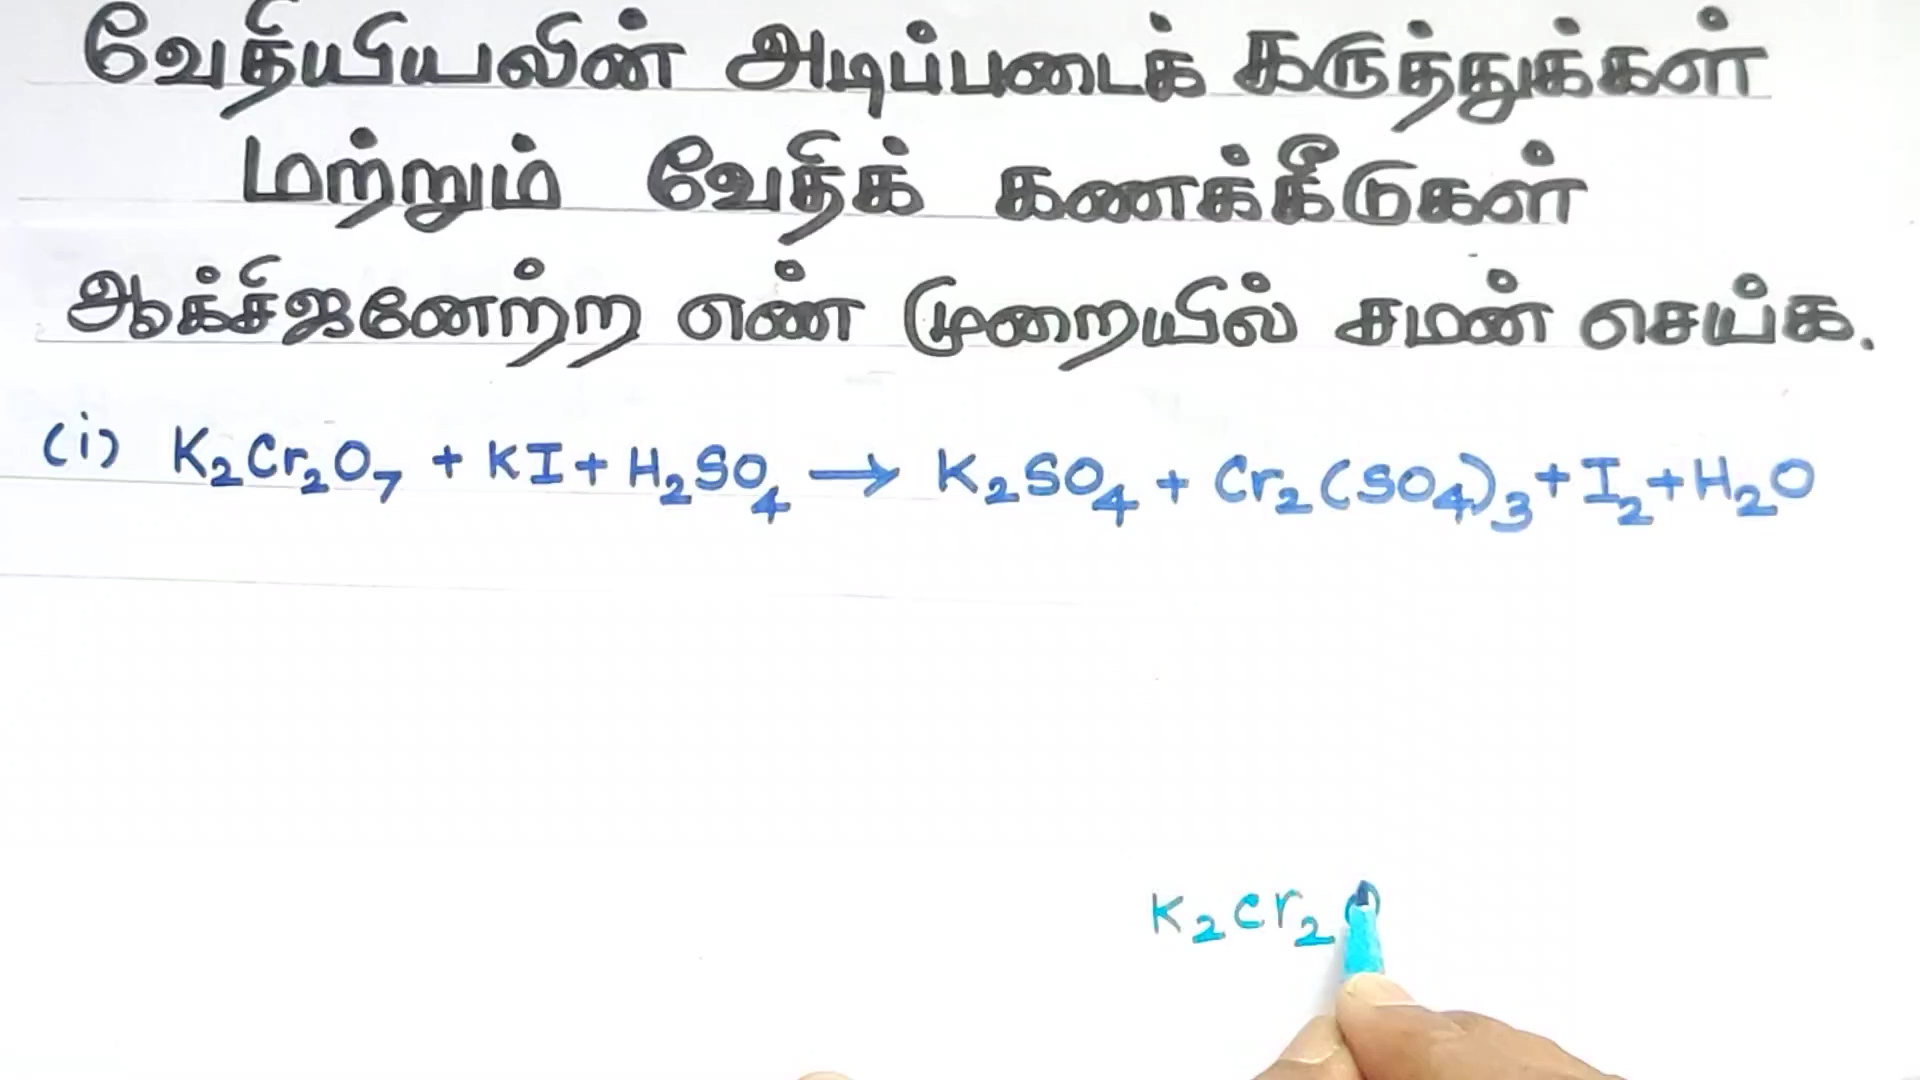 வேதியியலின் அடிப்படைக் கருத்துக்கள்
மற்றும் வேதிக் கணக்கீடுகள்
ஆக்சிஜனேற்ற எண் முறையில் சமன் செய்க.
(i) K₂Cr₂O₇ + KI + H₂SO₄ → K₂SO₄ + Cr₂(SO₄)₃ + I₂ + H₂O
K₂Cr₂O